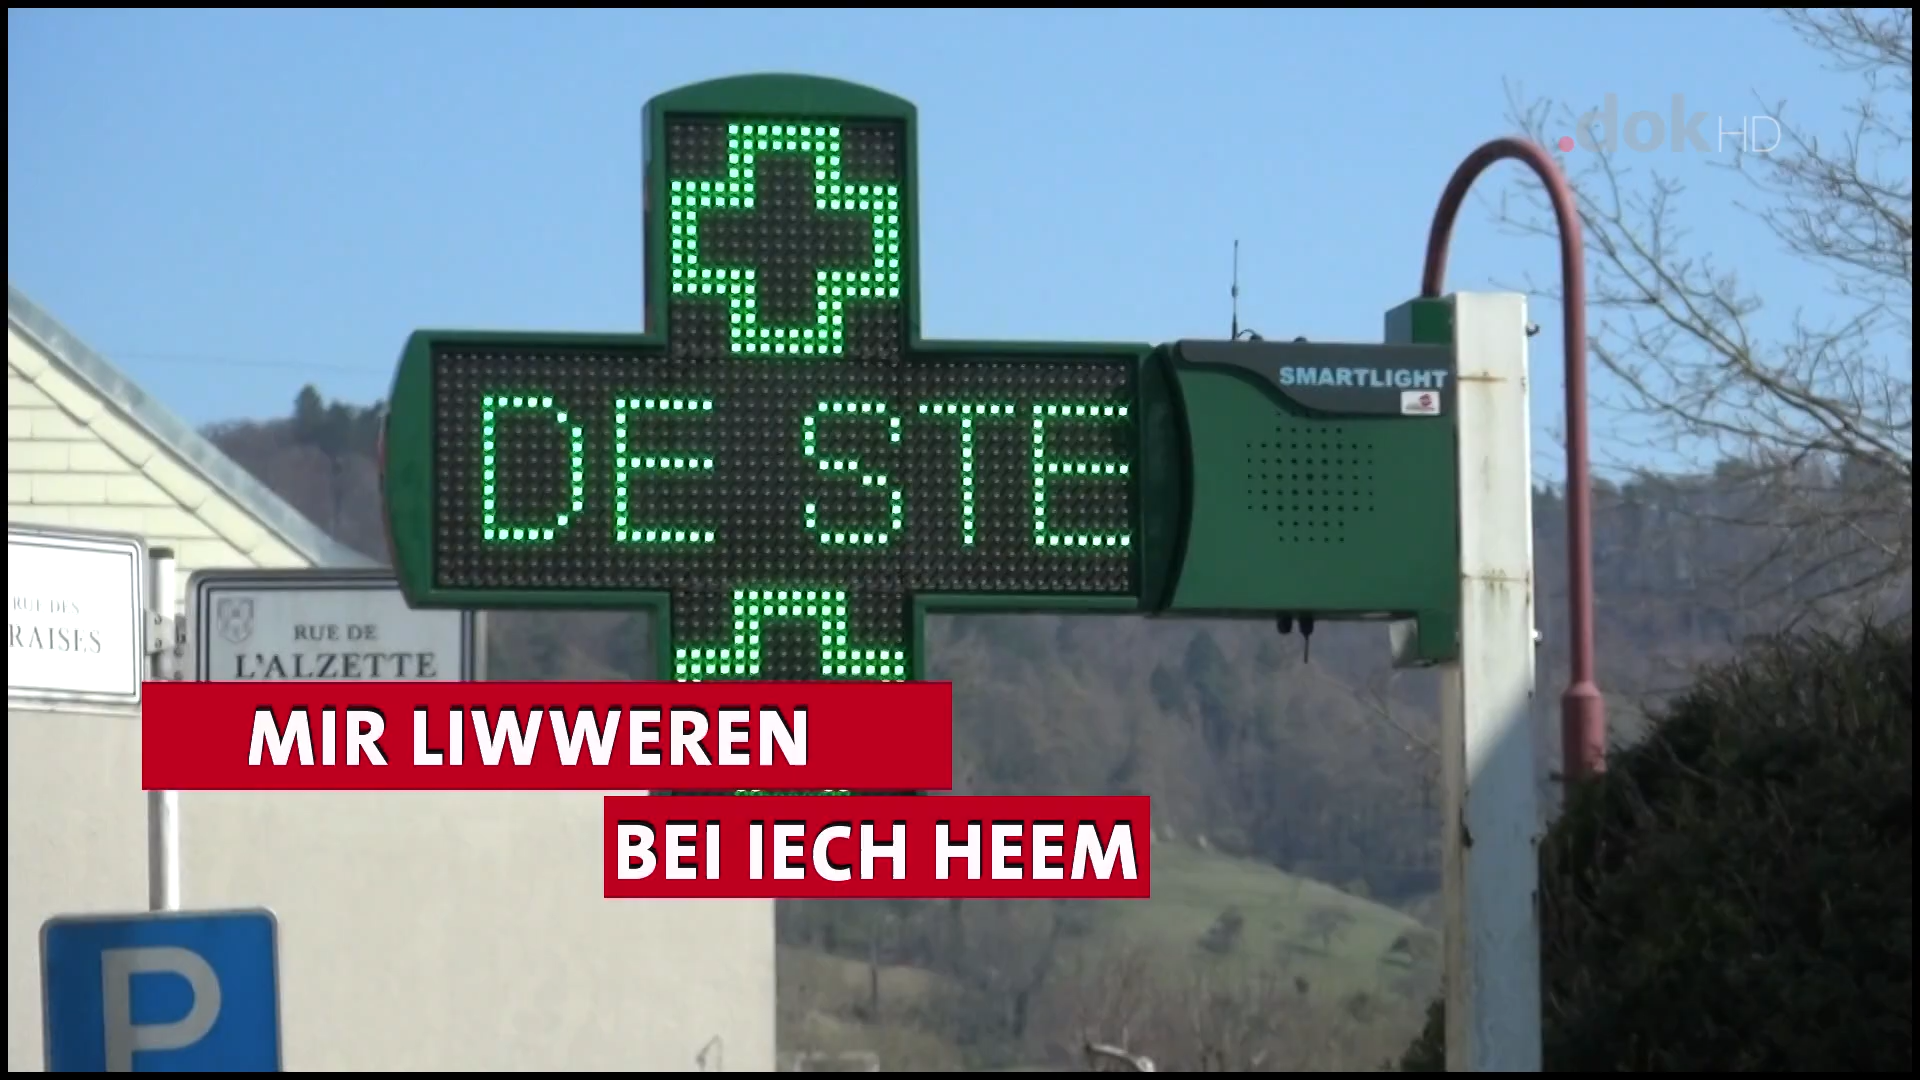 .dok HD
SMARTLIGHT
DE STE
RUE DES
RAISES
RUE DE
L'ALZETTE
MIR LIWWEREN
BEI IECH HEEM
P